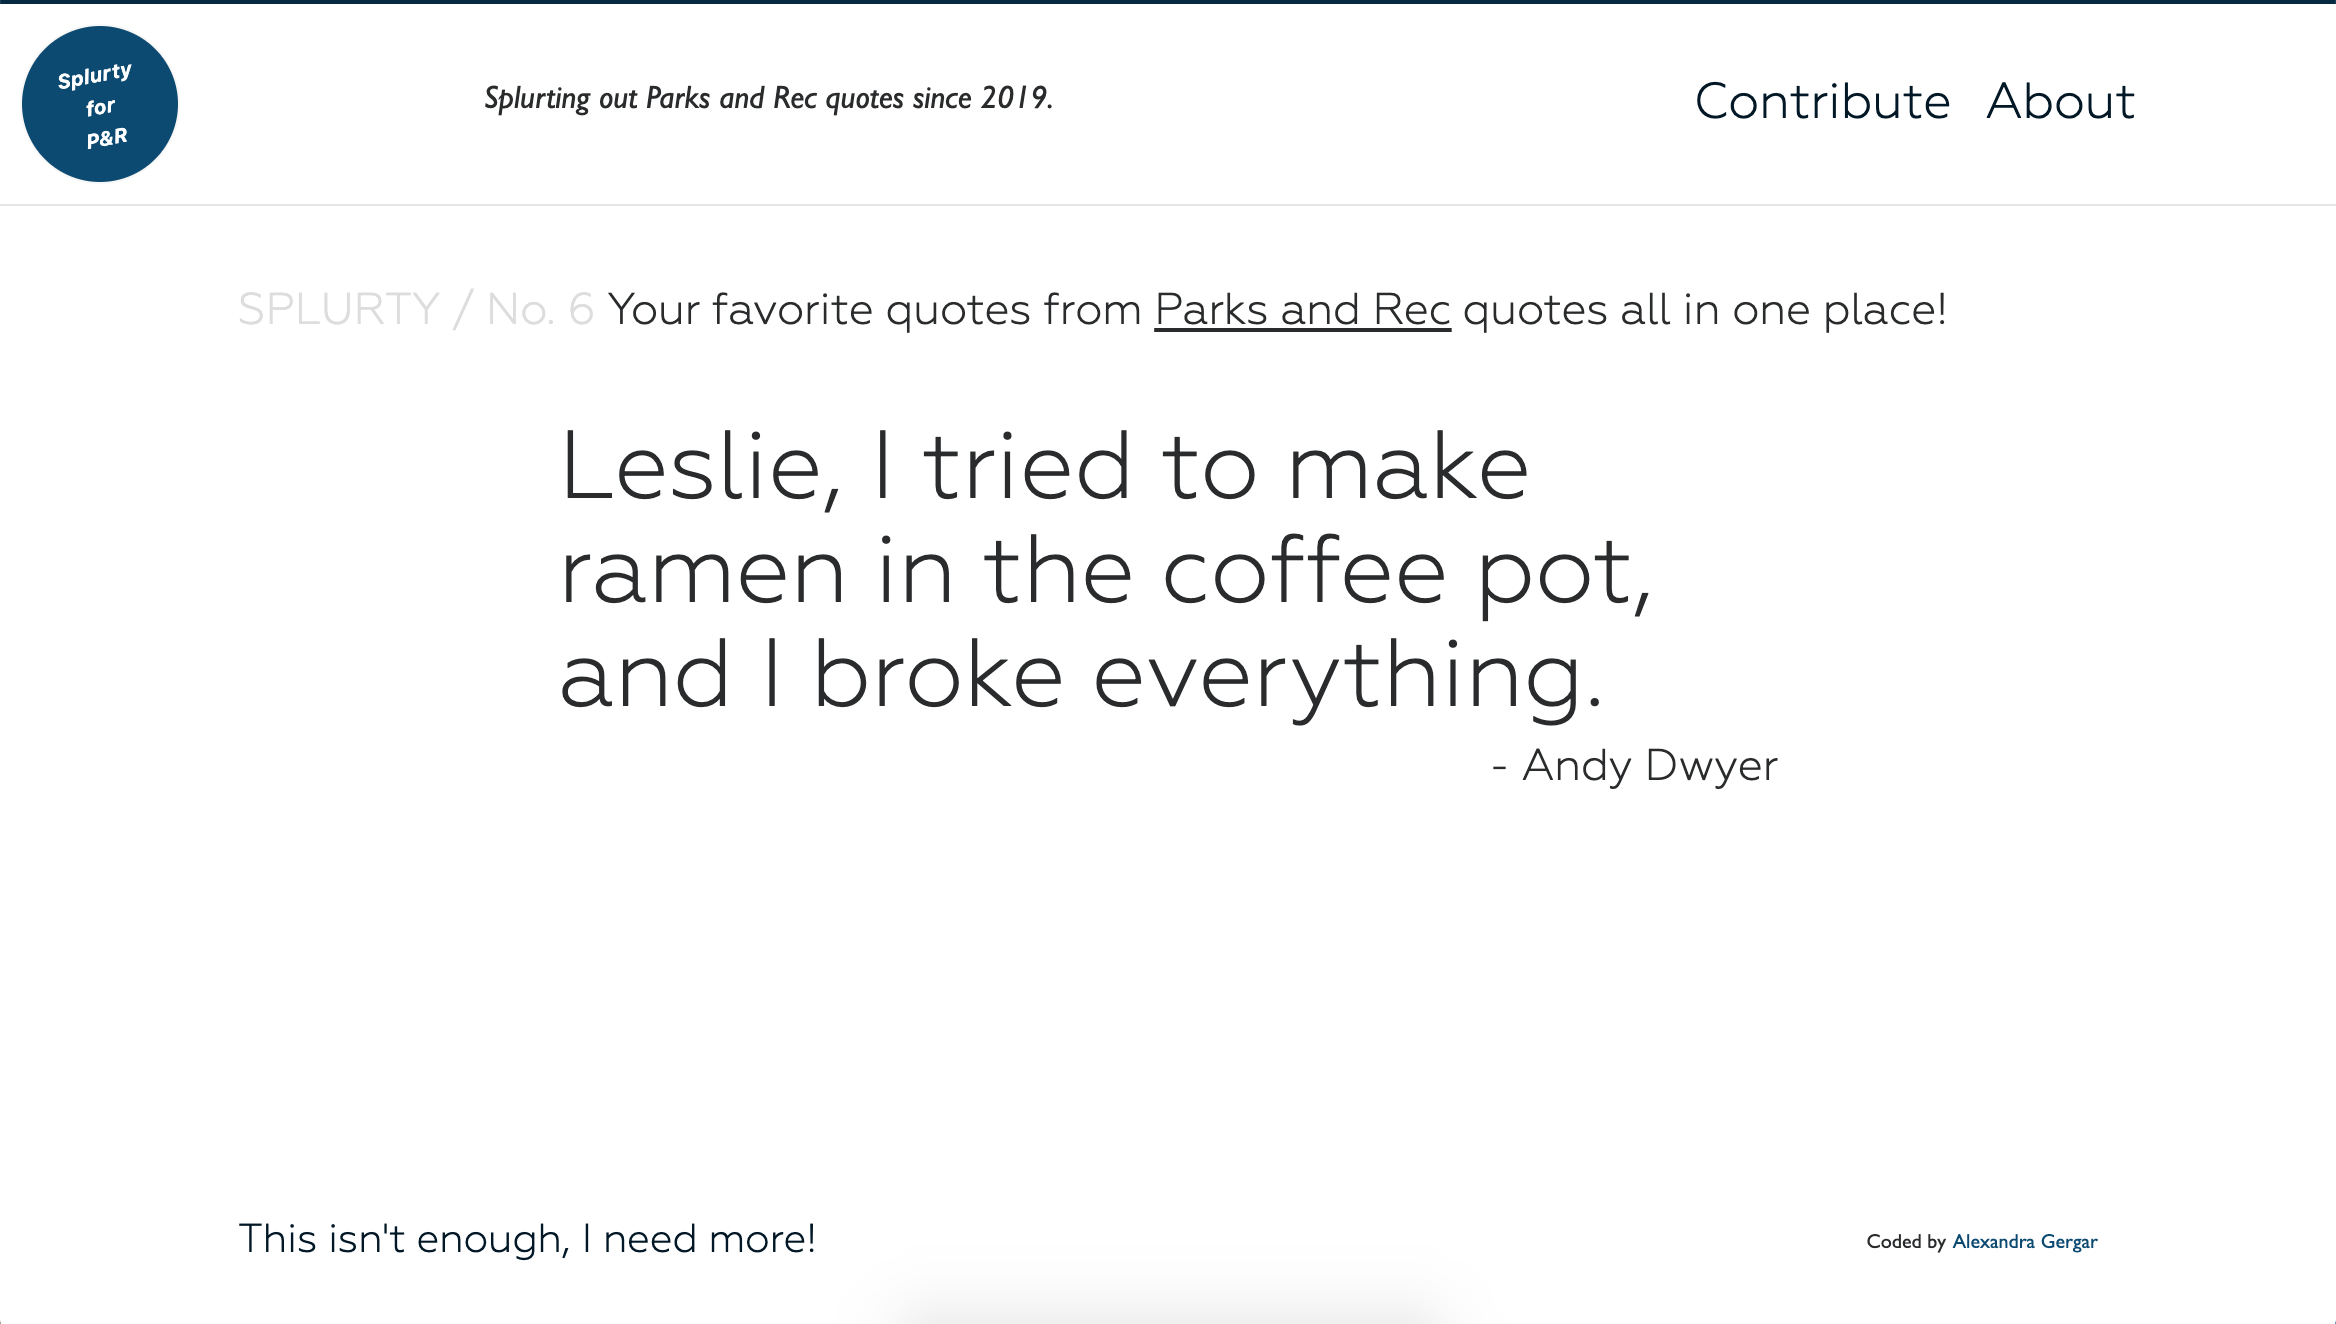 Splurty
for
P&R
Splurting out Parks and Rec quotes since 2019.
Contribute About
SPLURTY / No. 6 Your favorite quotes from Parks and Rec quotes all in one place!
Leslie, I tried to make
ramen in the coffee pot,
and I broke everything.
- Andy Dwyer
This isn't enough, I need more!
Coded by Alexandra Gergar